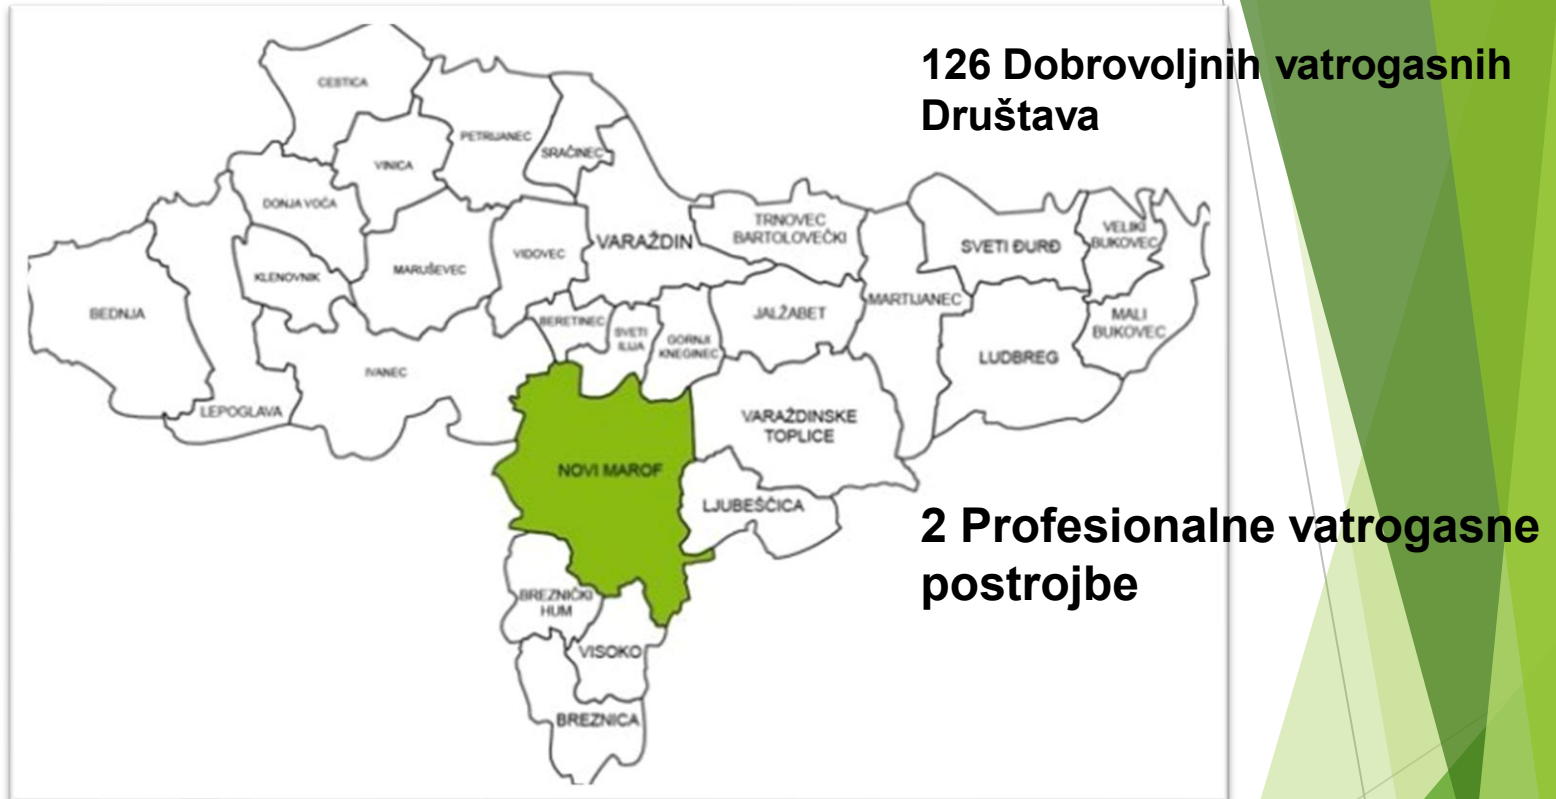 126 Dobrovoljnih vatrogasnih
Društava
CESTICA
PETRIJANEC
SRAČINEC
VINICA
DONJA VOĆA
TRNOVEC
BARTOLOVEČKI
VELIKI
BUKOVEC
VARAŽDIN
SVETI ĐURĐ
VIDOVEC
MARUŠEVEC
KLENOVNIK
MARTIJANEC
BEDNJA
JALŽABET
MALI
BUKOVEC
BERETINEC
SVETI
ILIJA
GORNJI
KNEGINEC
LUDBREG
IVANEC
LEPOGLAVA
VARAŽDINSKE
TOPLICE
NOVI MAROF
LJUBEŠĆICA
2 Profesionalne vatrogasne
postrojbe
BREZNIČKI
HUM
VISOKO
BREZNICA